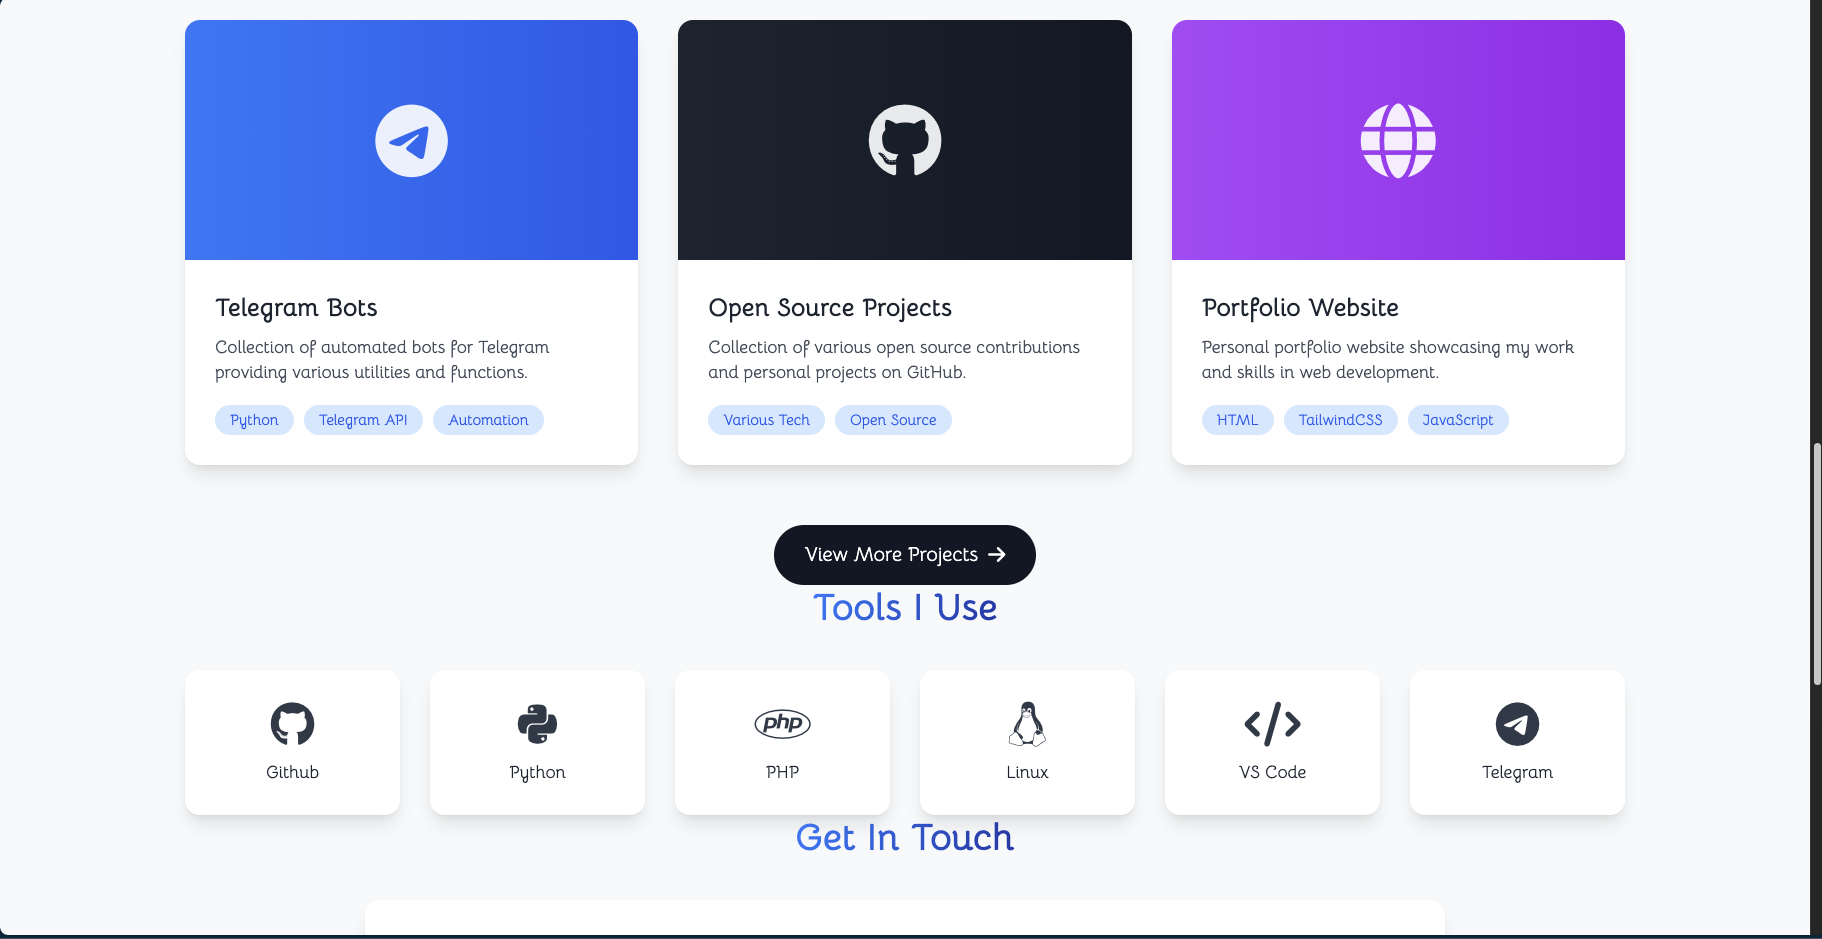 Telegram Bots
Collection of automated bots for Telegram
providing various utilities and functions.
Python Telegram API Automation
Open Source Projects
Collection of various open source contributions
and personal projects on GitHub.
Various Tech Open Source
Portfolio Website
Personal portfolio website showcasing my work
and skills in web development.
HTML TailwindCSS JavaScript
View More Projects →
Tools I Use
Github
Python
php
PHP
Linux
VS Code
Telegram
Get In Touch